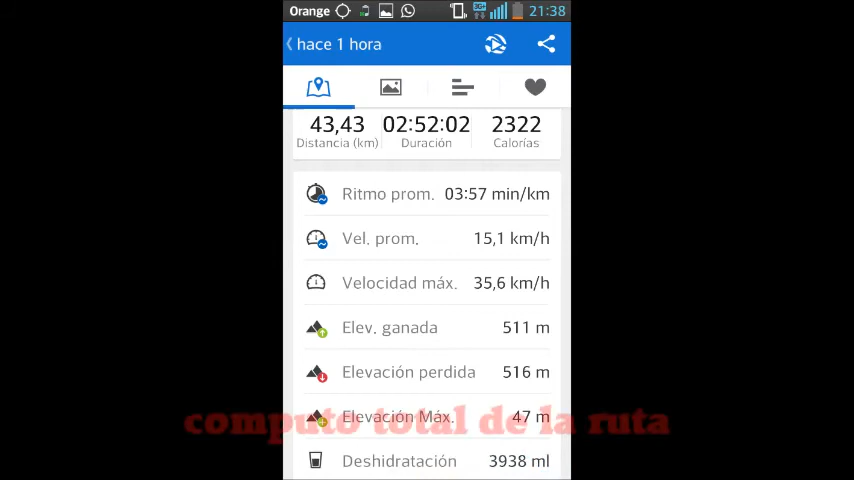 Orange 3G 21:38
hace 1 hora
43,43 02:52:02 2322
Distancia (km) Duración Calorías
Ritmo prom. 03:57 min/km
Vel. prom. 15,1 km/h
Velocidad máx. 35,6 km/h
Elev. ganada 511 m
Elevación perdida 516 m
Elevación Máx. 47 m
computo total de la ruta
Deshidratación 3938 ml